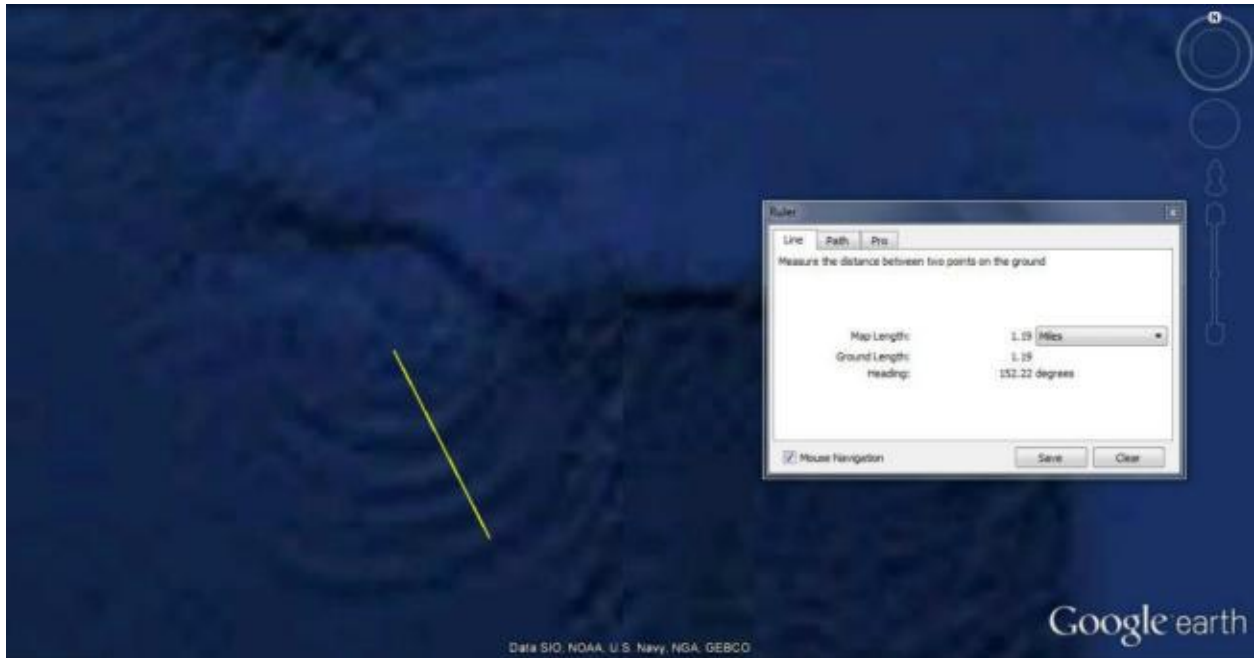 N
Ruler
Line Path Pro
Measure the distance between two points on the ground
Map Length: 1.19 Miles
Ground Length: 1.19
Heading: 152.22 degrees
Mouse Navigation Save Clear
Google earth
Data SIO, NOAA, U.S. Navy, NGA, GEBCO